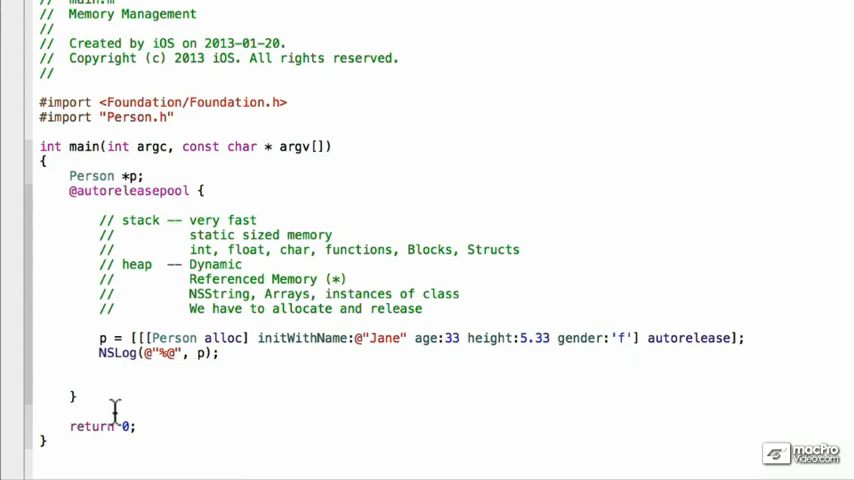 // main.m
// Memory Management
//
// Created by iOS on 2013-01-20.
// Copyright (c) 2013 iOS. All rights reserved.
//
#import <Foundation/Foundation.h>
#import "Person.h"
int main(int argc, const char * argv[])
{
Person *p;
@autoreleasepool {
// stack -- very fast
// static sized memory
// int, float, char, functions, Blocks, Structs
// heap -- Dynamic
// Referenced Memory (*)
// NSString, Arrays, instances of class
// We have to allocate and release
p = [[[Person alloc] initWithName:@"Jane" age:33 height:5.33 gender:'f'] autorelease];
NSLog(@"%@", p);
}
return 0;
}
macPro
Video.com